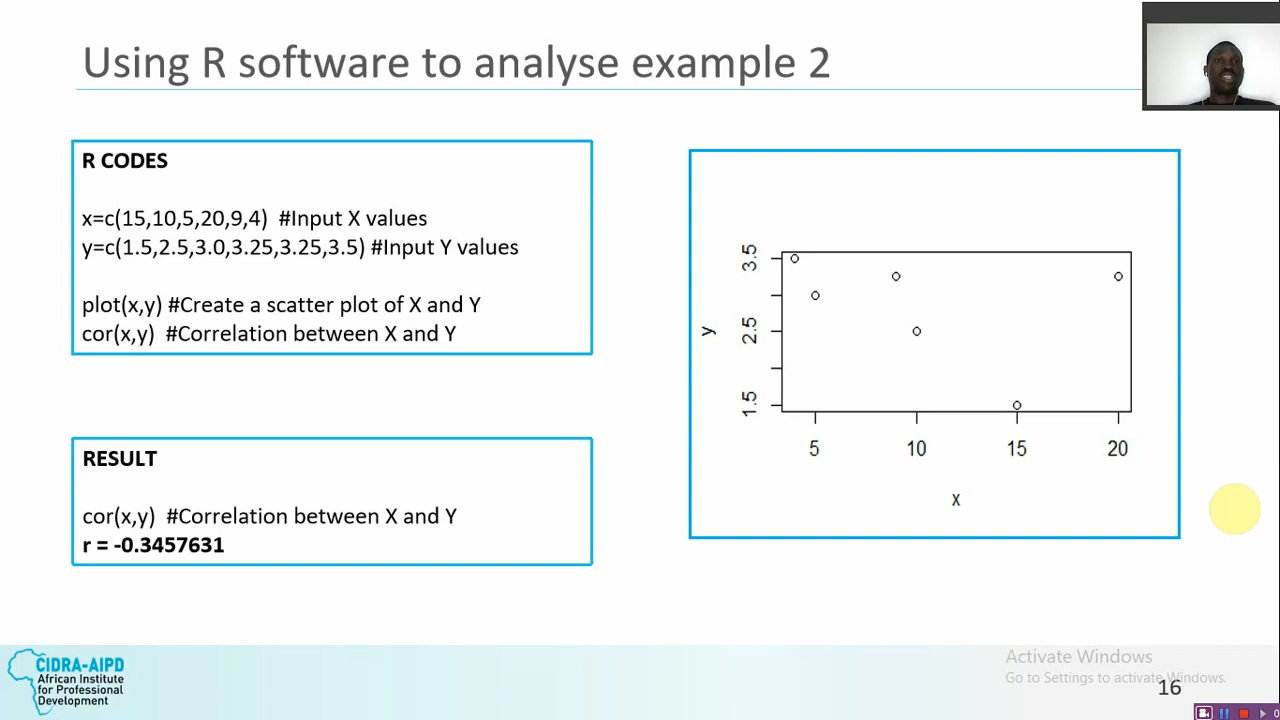 Using R software to analyse example 2
R CODES
x=c(15,10,5,20,9,4) #Input X values
y=c(1.5,2.5,3.0,3.25,3.25,3.5) #Input Y values
plot(x,y) #Create a scatter plot of X and Y
cor(x,y) #Correlation between X and Y
RESULT
cor(x,y) #Correlation between X and Y
r = -0.3457631
3.5
2.5
1.5
y
5 10 15 20
x
CIDRA-AIPD
African Institute
for Professional
Development
Activate Windows
Go to Settings to activate Windows.
16
0